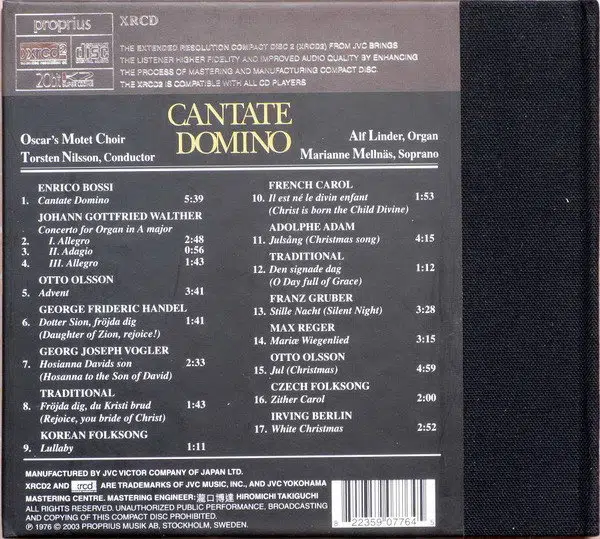 proprius
XRCD
xrcd2
COMPACT
disc
DIGITAL AUDIO
20bit K2
SUPER CODING
THE EXTENDED RESOLUTION COMPACT DISC 2 (XRCD2) FROM JVC BRINGS
THE LISTENER HIGHER FIDELITY AND IMPROVED AUDIO QUALITY BY ENHANCING
THE PROCESS OF MASTERING AND MANUFACTURING COMPACT DISC.
THE XRCD2 IS COMPATIBLE WITH ALL CD PLAYERS
CANTATE
DOMINO
Oscar's Motet Choir
Torsten Nilsson, Conductor
Alf Linder, Organ
Marianne Mellnäs, Soprano
ENRICO BOSSI
1. Cantate Domino 5:39
JOHANN GOTTFRIED WALTHER
Concerto for Organ in A major
2. I. Allegro 2:48
3. II. Adagio 0:56
4. III. Allegro 1:43
OTTO OLSSON
5. Advent 3:41
GEORGE FRIDERIC HANDEL
6. Dotter Sion, fröjda dig 1:41
(Daughter of Zion, rejoice!)
GEORG JOSEPH VOGLER
7. Hosianna Davids son 2:33
(Hosanna to the Son of David)
TRADITIONAL
8. Fröjda dig, du Kristi brud 1:43
(Rejoice, you bride of Christ)
KOREAN FOLKSONG
9. Lullaby 1:11
FRENCH CAROL
10. Il est né le divin enfant 1:53
(Christ is born the Child Divine)
ADOLPHE ADAM
11. Julsång (Christmas song) 4:15
TRADITIONAL
12. Den signade dag 1:12
(O Day full of Grace)
FRANZ GRUBER
13. Stille Nacht (Silent Night) 3:28
MAX REGER
14. Mariæ Wiegenlied 3:15
OTTO OLSSON
15. Jul (Christmas) 4:59
CZECH FOLKSONG
16. Zither Carol 2:00
IRVING BERLIN
17. White Christmas 2:52
MANUFACTURED BY JVC VICTOR COMPANY OF JAPAN LTD.
XRCD2 AND xrcd ARE TRADEMARKS OF JVC MUSIC, INC., AND JVC YOKOHAMA
MASTERING CENTRE. MASTERING ENGINEER: 瀧口博達 HIROMICHI TAKIGUCHI
ALL RIGHTS RESERVED. UNAUTHORIZED PUBLIC PERFORMANCE, BROADCASTING
AND COPYING OF THIS COMPACT DISC PROHIBITED.
℗ 1976 © 2003 PROPRIUS MUSIK AB, STOCKHOLM, SWEDEN.
8 22359 07764 5